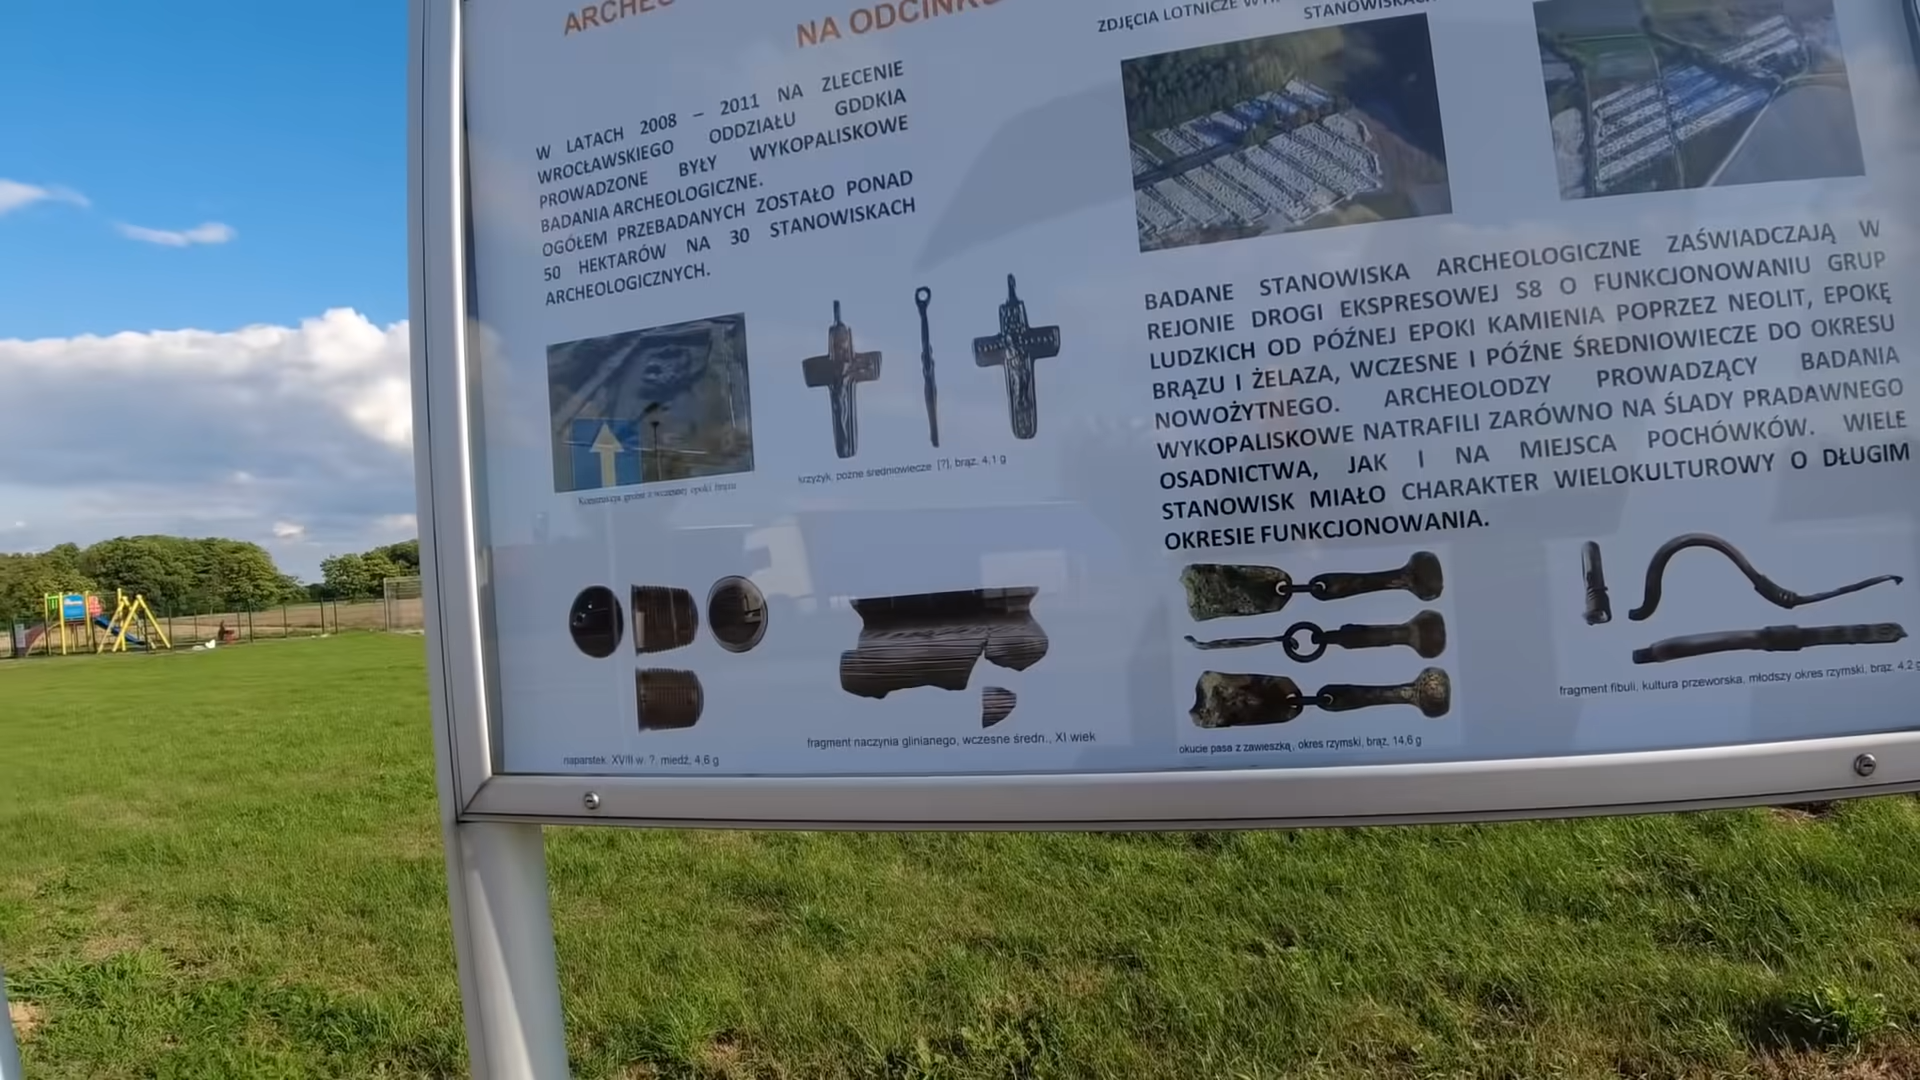 NA ODCINKU
W LATACH 2008 – 2011 NA ZLECENIE
WROCŁAWSKIEGO ODDZIAŁU GDDKIA
PROWADZONE BYŁY WYKOPALISKOWE
BADANIA ARCHEOLOGICZNE.
OGÓŁEM PRZEBADANYCH ZOSTAŁO PONAD
50 HEKTARÓW NA 30 STANOWISKACH
ARCHEOLOGICZNYCH.
Konstrukcja grobu z wczesnej epoki brązu
krzyżyk, późne średniowiecze [?], brąz, 4,1 g
naparstek, XVIII w. ?, miedź, 4,6 g
fragment naczynia glinianego, wczesne średn., XI wiek
ZDJĘCIA LOTNICZE
STANOWISKACH
BADANE STANOWISKA ARCHEOLOGICZNE ZAŚWIADCZAJĄ W
REJONIE DROGI EKSPRESOWEJ S8 O FUNKCJONOWANIU GRUP
LUDZKICH OD PÓŹNEJ EPOKI KAMIENIA POPRZEZ NEOLIT, EPOKĘ
BRĄZU I ŻELAZA, WCZESNE I PÓŹNE ŚREDNIOWIECZE DO OKRESU
NOWOŻYTNEGO. ARCHEOLODZY PROWADZĄCY BADANIA
WYKOPALISKOWE NATRAFILI ZARÓWNO NA ŚLADY PRADAWNEGO
OSADNICTWA, JAK I NA MIEJSCA POCHÓWKÓW. WIELE
STANOWISK MIAŁO CHARAKTER WIELOKULTUROWY O DŁUGIM
OKRESIE FUNKCJONOWANIA.
okucie pasa z zawieszką, okres rzymski, brąz, 14,6 g
fragment fibuli, kultura przeworska, młodszy okres rzymski, brąz, 4,2 g